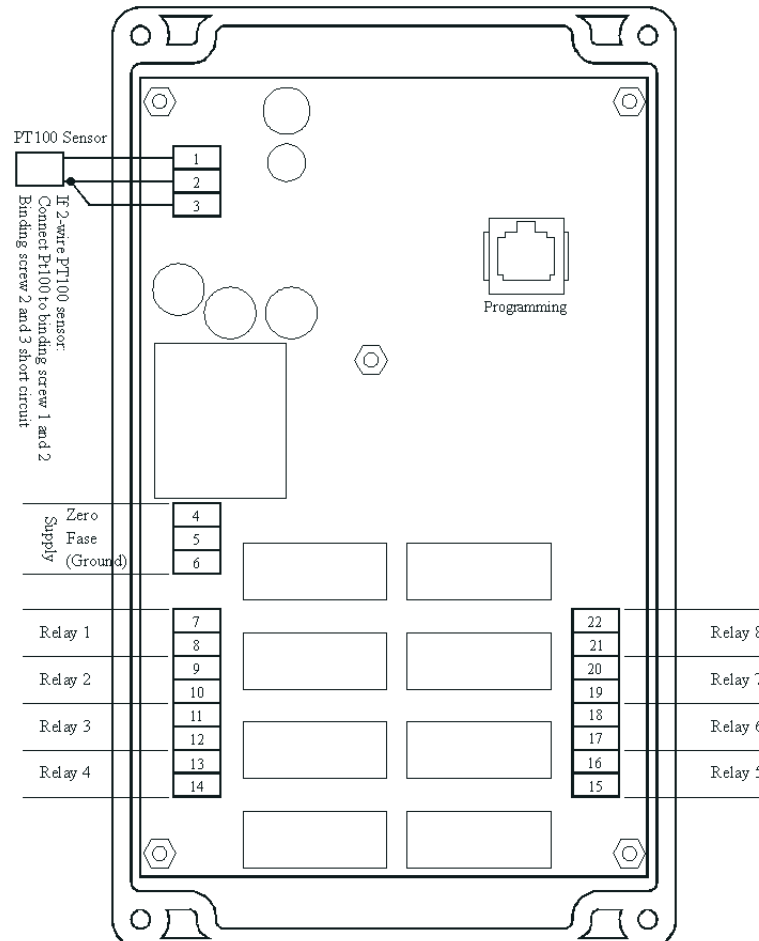 PT100 Sensor
1
2
3
If 2-wire PT100 sensor:
Connect Pt100 to binding screw 1 and 2
Binding screw 2 and 3 short circuit
Programming
Supply
Zero
4
Fase
5
(Ground)
6
Relay 1
7
8
Relay 2
9
10
Relay 3
11
12
Relay 4
13
14
22
21
Relay 8
20
19
Relay 7
18
17
Relay 6
16
15
Relay 5